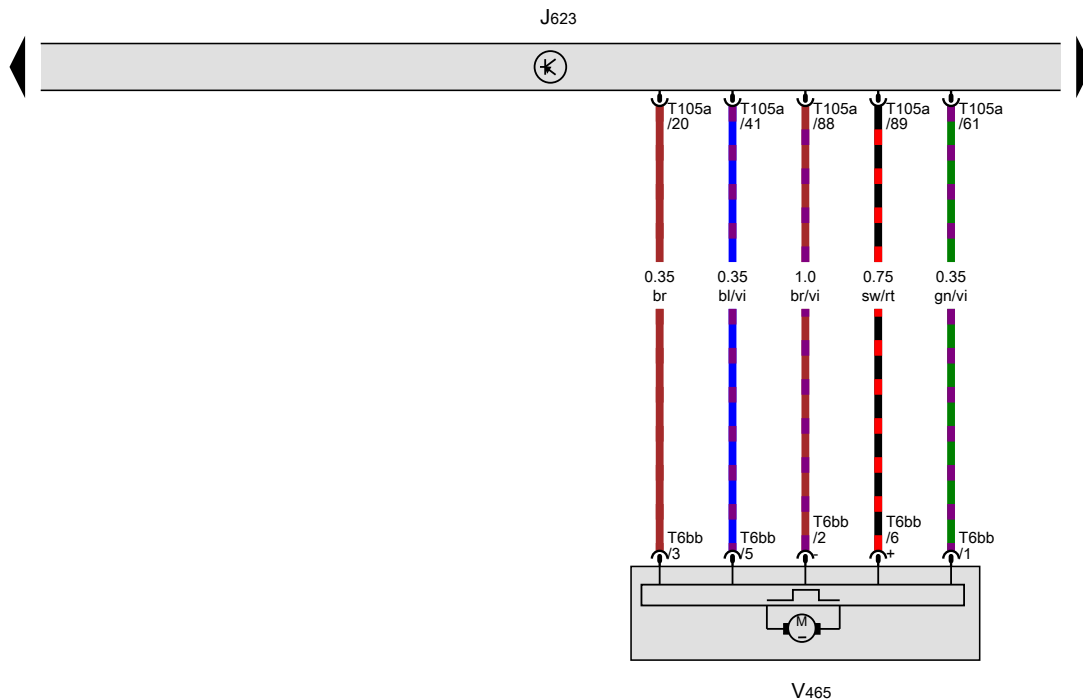 J623
T105a T105a T105a T105a T105a
/20 /41 /88 /89 /61
0.35 0.35 1.0 0.75 0.35
br bl/vi br/vi sw/rt gn/vi
T6bb T6bb
/2 /6
T6bb T6bb T6bb
/3 /5 - + /1
M
V465